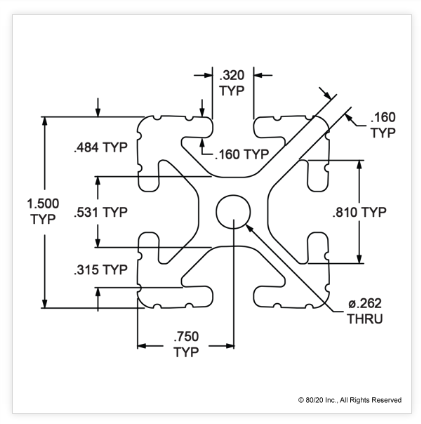 .320
TYP
.160
TYP
.484 TYP
.160 TYP
1.500
TYP
.531 TYP
.810 TYP
.315 TYP
ø.262
THRU
.750
TYP
© 80/20 Inc., All Rights Reserved